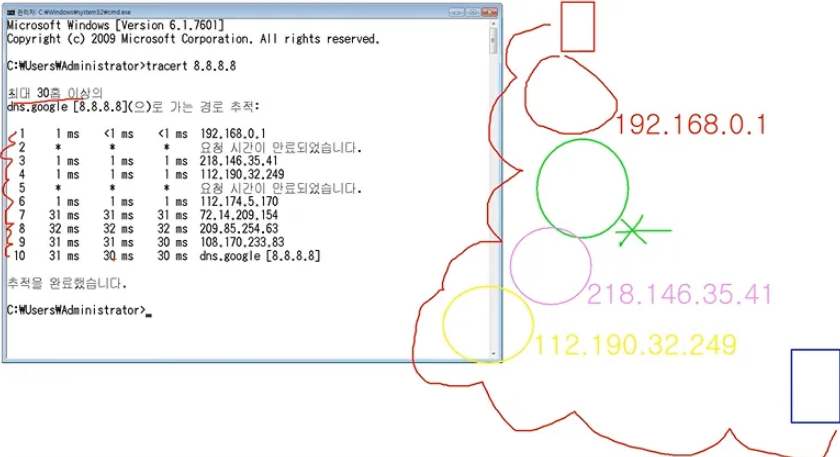 관리자: C:₩Windows₩system32₩cmd.exe
Microsoft Windows [Version 6.1.7601]
Copyright (c) 2009 Microsoft Corporation. All rights reserved.
C:₩Users₩Administrator>tracert 8.8.8.8
최대 30홉 이상의
dns.google [8.8.8.8](으)로 가는 경로 추적:
1 1 ms <1 ms <1 ms 192.168.0.1
2 * * * 요청 시간이 만료되었습니다.
3 1 ms 1 ms 1 ms 218.146.35.41
4 1 ms 1 ms 1 ms 112.190.32.249
5 * * * 요청 시간이 만료되었습니다.
6 1 ms 1 ms 1 ms 112.174.5.170
7 31 ms 31 ms 31 ms 72.14.209.154
8 32 ms 32 ms 32 ms 209.85.254.63
9 31 ms 31 ms 30 ms 108.170.233.83
10 31 ms 30 ms 30 ms dns.google [8.8.8.8]
추적을 완료했습니다.
C:₩Users₩Administrator>
192.168.0.1
218.146.35.41
112.190.32.249